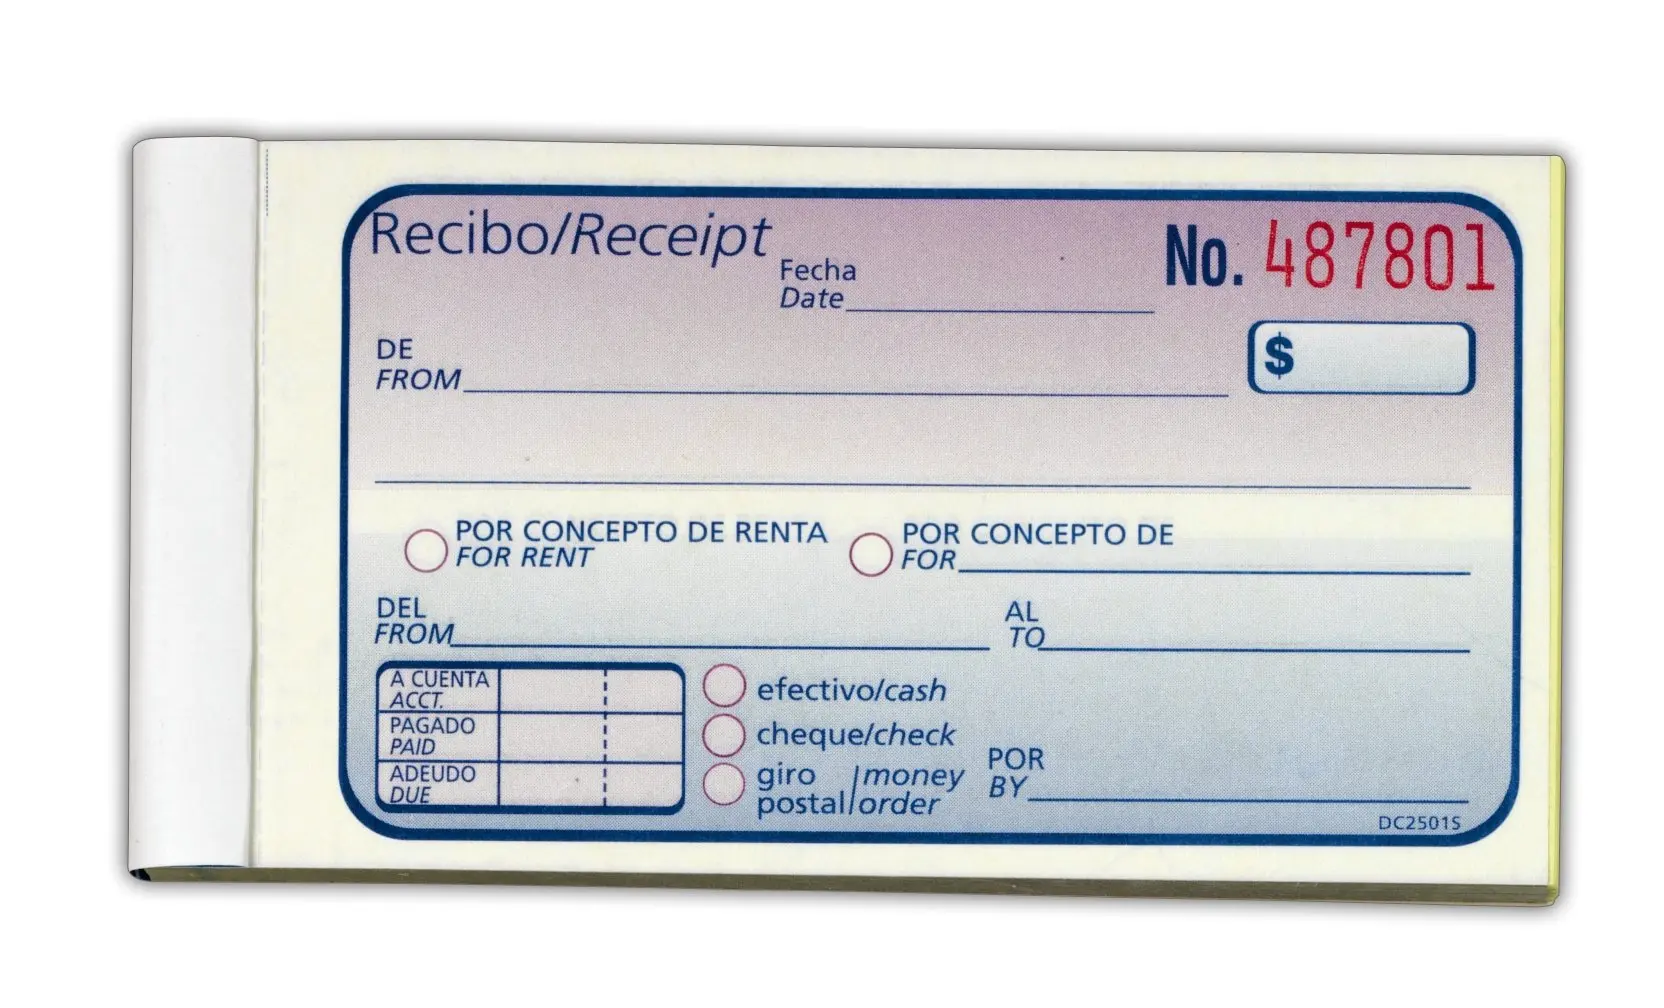 Recibo/Receipt
No. 487801
Fecha
Date
$
DE
FROM
POR CONCEPTO DE RENTA
FOR RENT
POR CONCEPTO DE
FOR
DEL
FROM
AL
TO
A CUENTA
ACCT.
PAGADO
PAID
ADEUDO
DUE
efectivo/cash
cheque/check
giro postal/money order
POR
BY
DC2501S